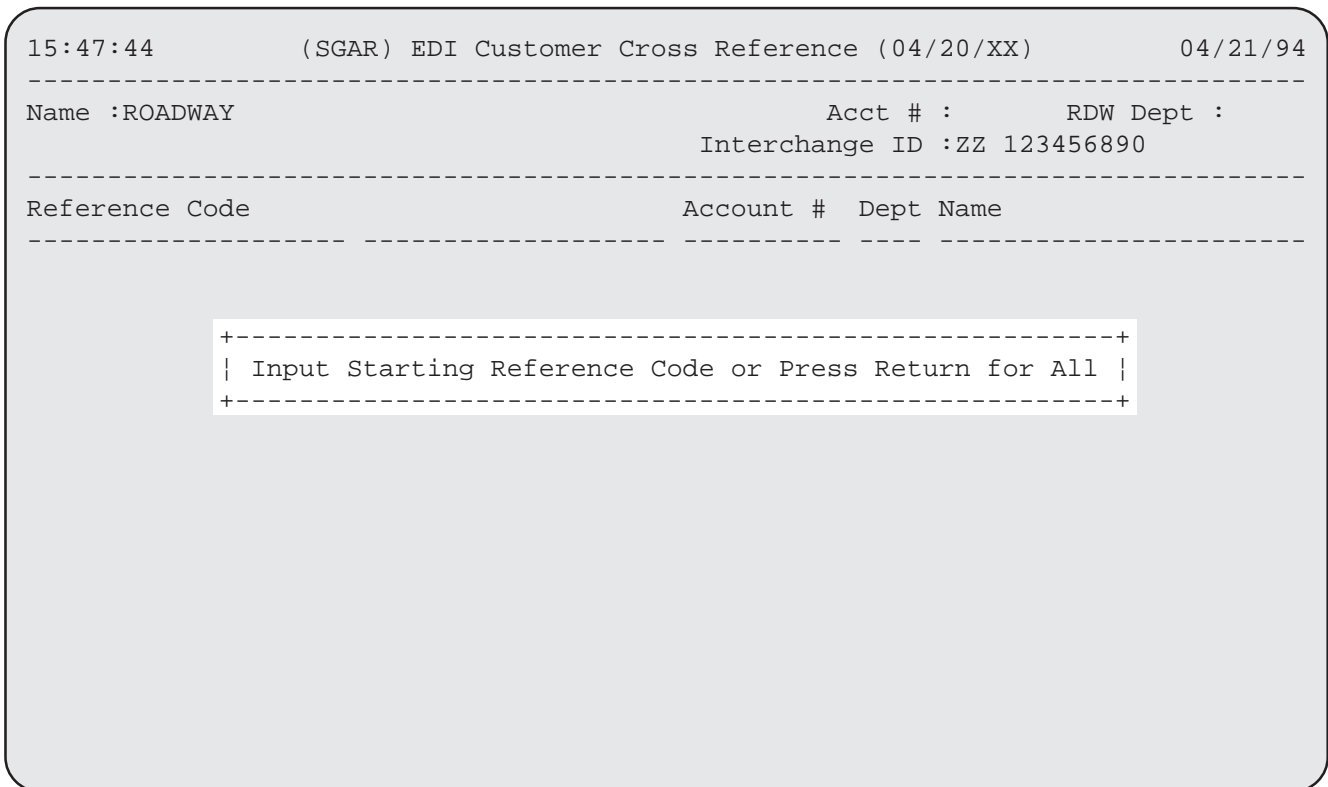 15:47:44 (SGAR) EDI Customer Cross Reference (04/20/XX) 04/21/94
--------------------------------------------------------------------------------
Name :ROADWAY Acct # : RDW Dept :
Interchange ID :ZZ 123456890
--------------------------------------------------------------------------------
Reference Code Account # Dept Name
-------------------- ------------------- ---------- ---- -----------------------
+-------------------------------------------------------+
¦ Input Starting Reference Code or Press Return for All ¦
+-------------------------------------------------------+